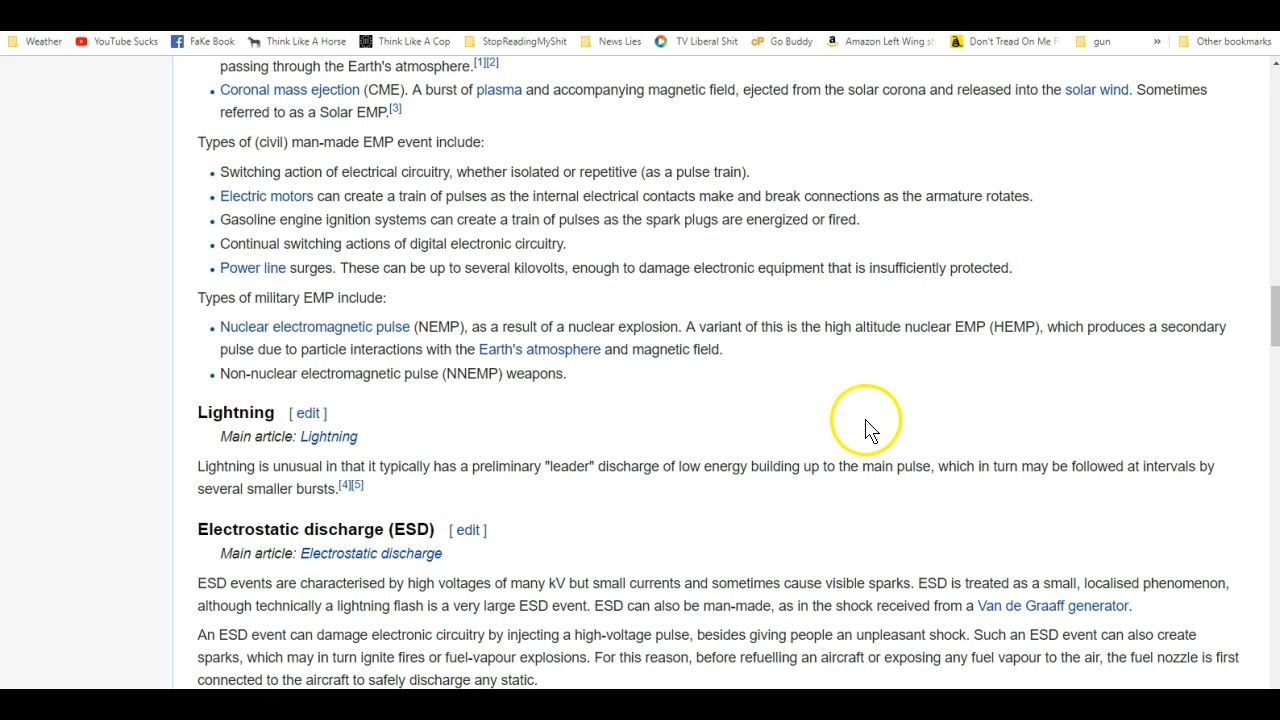 Weather YouTube Sucks FaKe Book Think Like A Horse Think Like A Cop StopReadingMyShit News Lies TV Liberal Shit Go Buddy Amazon Left Wing sh Don't Tread On Me F gun » Other bookmarks
passing through the Earth's atmosphere.[1][2]
• Coronal mass ejection (CME). A burst of plasma and accompanying magnetic field, ejected from the solar corona and released into the solar wind. Sometimes
referred to as a Solar EMP.[3]
Types of (civil) man-made EMP event include:
• Switching action of electrical circuitry, whether isolated or repetitive (as a pulse train).
• Electric motors can create a train of pulses as the internal electrical contacts make and break connections as the armature rotates.
• Gasoline engine ignition systems can create a train of pulses as the spark plugs are energized or fired.
• Continual switching actions of digital electronic circuitry.
• Power line surges. These can be up to several kilovolts, enough to damage electronic equipment that is insufficiently protected.
Types of military EMP include:
• Nuclear electromagnetic pulse (NEMP), as a result of a nuclear explosion. A variant of this is the high altitude nuclear EMP (HEMP), which produces a secondary
pulse due to particle interactions with the Earth's atmosphere and magnetic field.
• Non-nuclear electromagnetic pulse (NNEMP) weapons.
Lightning [ edit ]
Main article: Lightning
Lightning is unusual in that it typically has a preliminary "leader" discharge of low energy building up to the main pulse, which in turn may be followed at intervals by
several smaller bursts.[4][5]
Electrostatic discharge (ESD) [ edit ]
Main article: Electrostatic discharge
ESD events are characterised by high voltages of many kV but small currents and sometimes cause visible sparks. ESD is treated as a small, localised phenomenon,
although technically a lightning flash is a very large ESD event. ESD can also be man-made, as in the shock received from a Van de Graaff generator.
An ESD event can damage electronic circuitry by injecting a high-voltage pulse, besides giving people an unpleasant shock. Such an ESD event can also create
sparks, which may in turn ignite fires or fuel-vapour explosions. For this reason, before refuelling an aircraft or exposing any fuel vapour to the air, the fuel nozzle is first
connected to the aircraft to safely discharge any static.